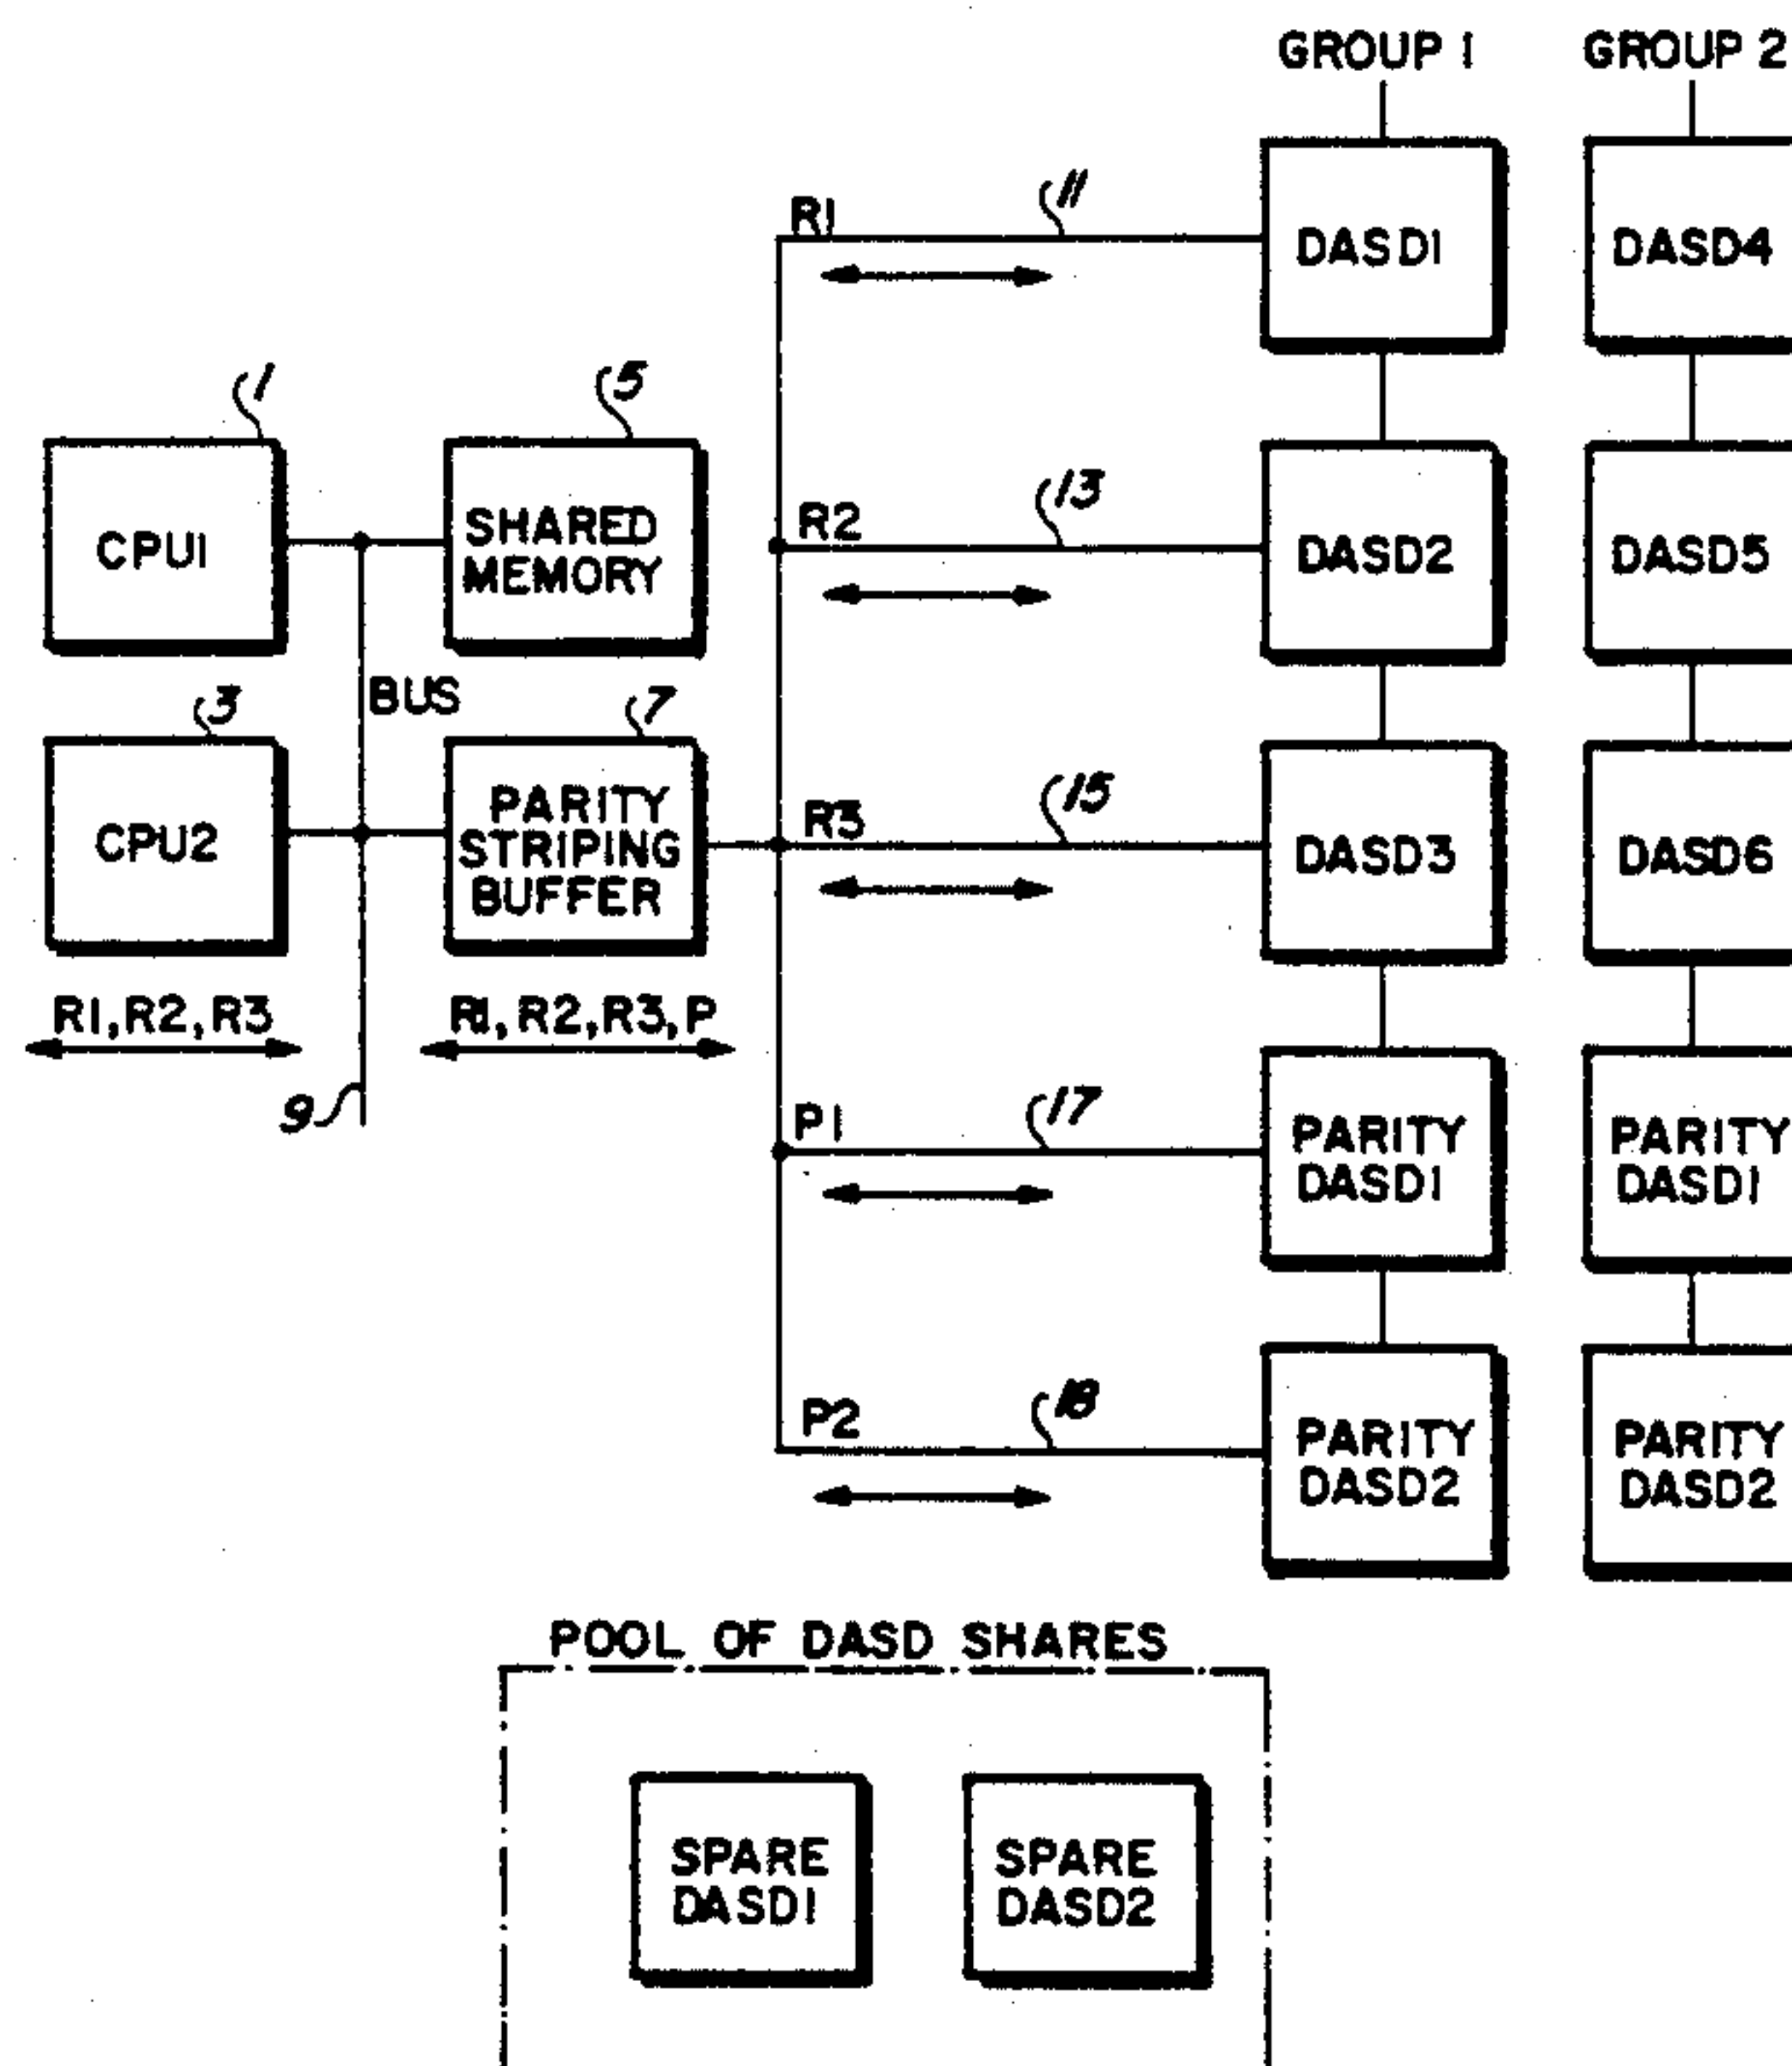 GROUP 1 GROUP 2
R1 11 DASD1 DASD4
1 5
CPU1 SHARED MEMORY
R2 13 DASD2 DASD5
BUS
3 7
CPU2 PARITY STRIPING BUFFER
R3 15 DASD3 DASD6
R1,R2,R3 R1,R2,R3,P
9
P1 17 PARITY DASD1 PARITY DASD1
P2 18 PARITY DASD2 PARITY DASD2
POOL OF DASD SHARES
SPARE DASD1 SPARE DASD2